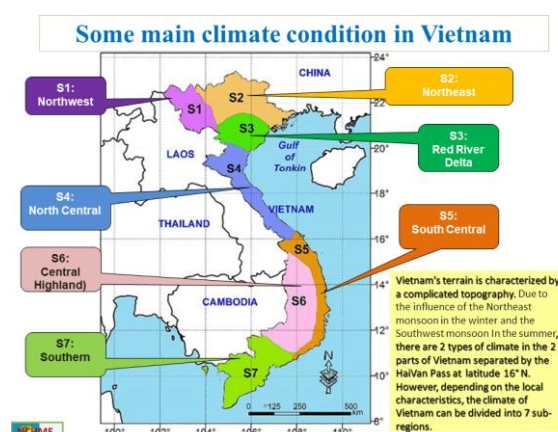 Some main climate condition in Vietnam
24°
CHINA
S1:
Northwest
S2:
Northeast
S1
S2
22°
S3:
Red River
Delta
S3
20°
LAOS
Gulf
of
Tonkin
S4
S4:
North Central
18°
VIETNAM
THAILAND
S5:
South Central
16°
S5
S6:
Central
Highland)
14°
S6
CAMBODIA
12°
S7:
Southern
S7
N
10°
0 ~125 250 500
km
8°
Vietnam's terrain is characterized by
a complicated topography. Due to
the influence of the Northeast
monsoon in the winter and the
Southwest monsoon In the summer,
there are 2 types of climate in the 2
parts of Vietnam separated by the
HaiVan Pass at latitude 16° N.
However, depending on the local
characteristics, the climate of
Vietnam can be divided into 7 sub-
regions.